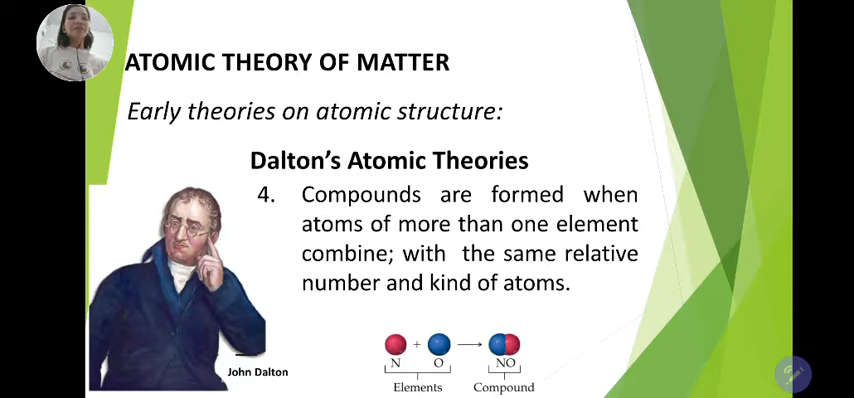 ATOMIC THEORY OF MATTER
Early theories on atomic structure:
Dalton's Atomic Theories
4. Compounds are formed when
atoms of more than one element
combine; with the same relative
number and kind of atoms.
N + O → NO
Elements Compound
John Dalton